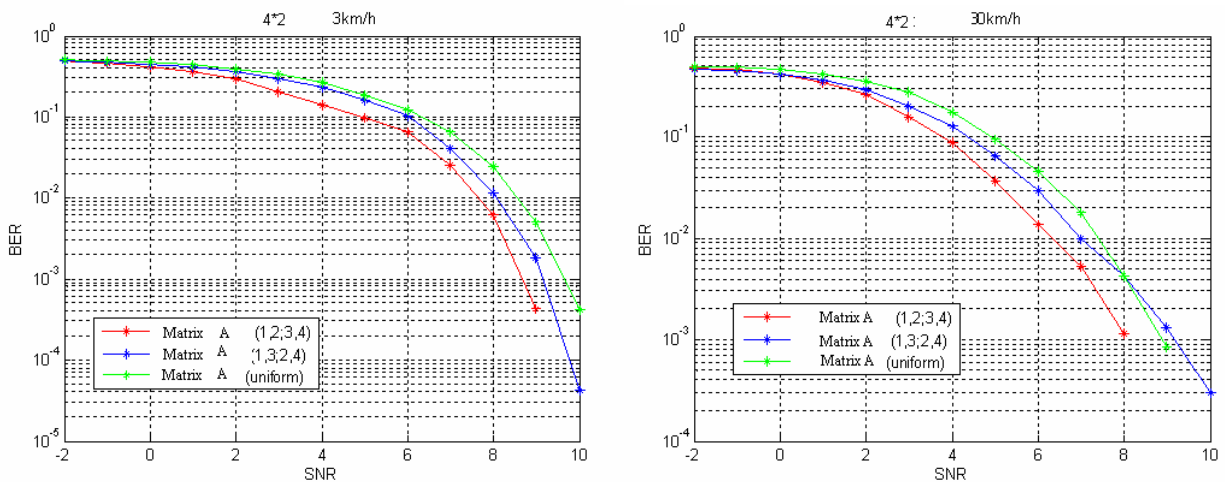 4*2 3km/h
10^0
10^-1
10^-2
10^-3
10^-4
10^-5
BER
-2 0 2 4 6 8 10
SNR
Matrix A (1,2;3,4)
Matrix A (1,3;2,4)
Matrix A (uniform)
4*2: 30km/h
10^0
10^-1
10^-2
10^-3
10^-4
BER
-2 0 2 4 6 8 10
SNR
Matrix A (1,2;3,4)
Matrix A (1,3;2,4)
Matrix A (uniform)